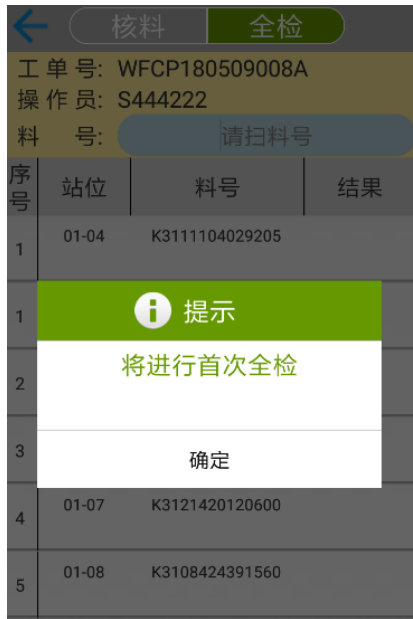 核料 全检
工 单 号: WFCP180509008A
操 作 员: S444222
料 号: 请扫料号
序号 站位 料号 结果
1 01-04 K3111104029205
1
提示
将进行首次全检
2
3
确定
4 01-07 K3121420120600
5 01-08 K3108424391560